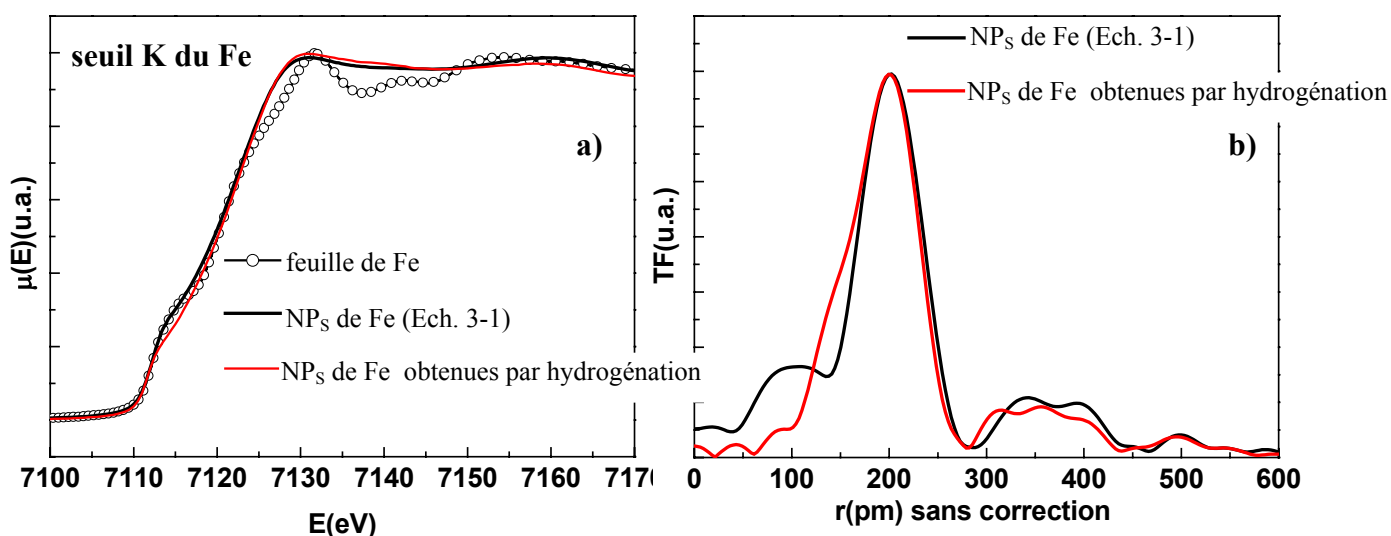 seuil K du Fe
a)
μ(E)(u.a.)
feuille de Fe
NPS de Fe (Ech. 3-1)
NPS de Fe obtenues par hydrogénation
7100 7110 7120 7130 7140 7150 7160 7170
E(eV)
NPS de Fe (Ech. 3-1)
NPS de Fe obtenues par hydrogénation
b)
TF(u.a.)
0 100 200 300 400 500 600
r(pm) sans correction